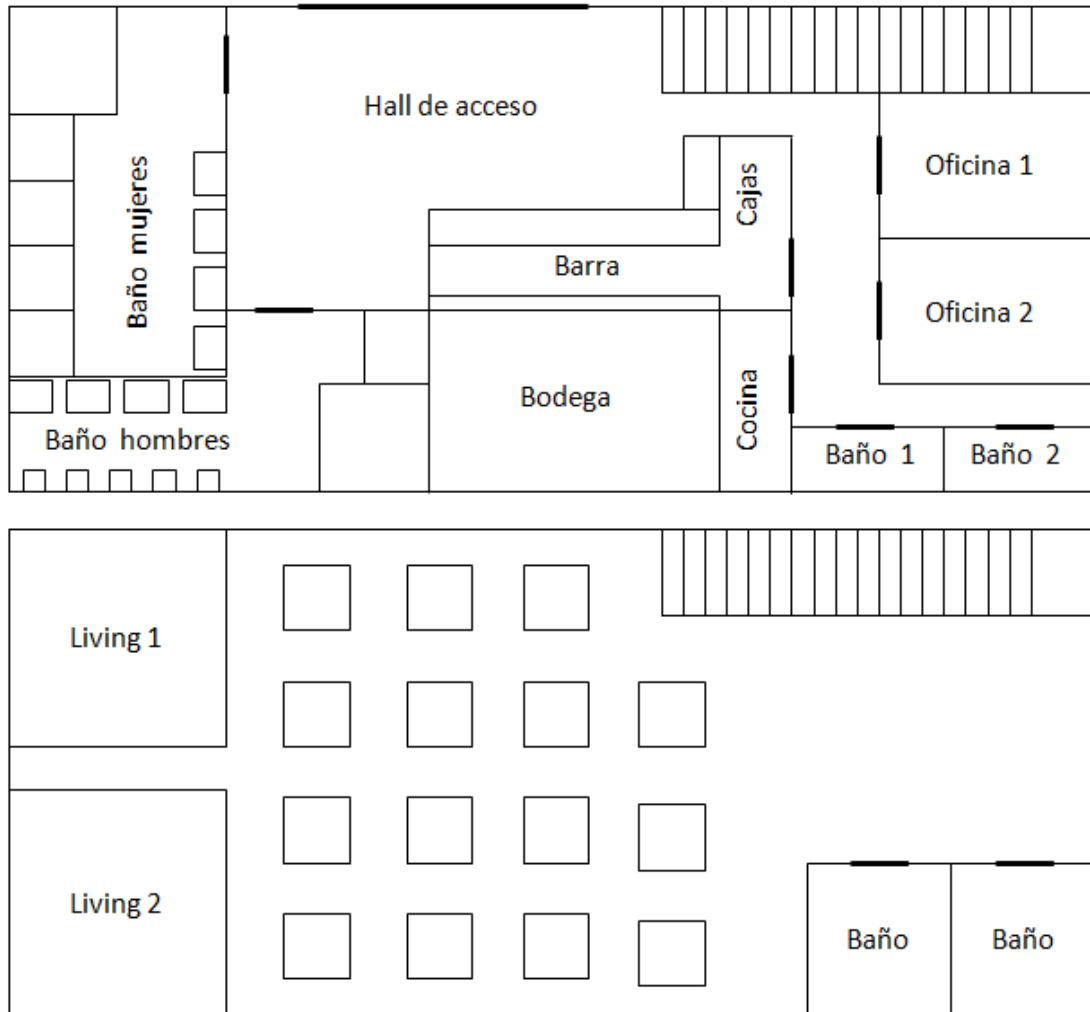 Hall de acceso
Oficina 1
Cajas
Baño mujeres
Barra
Oficina 2
Bodega
Cocina
Baño hombres
Baño 1
Baño 2
Living 1
Living 2
Baño
Baño